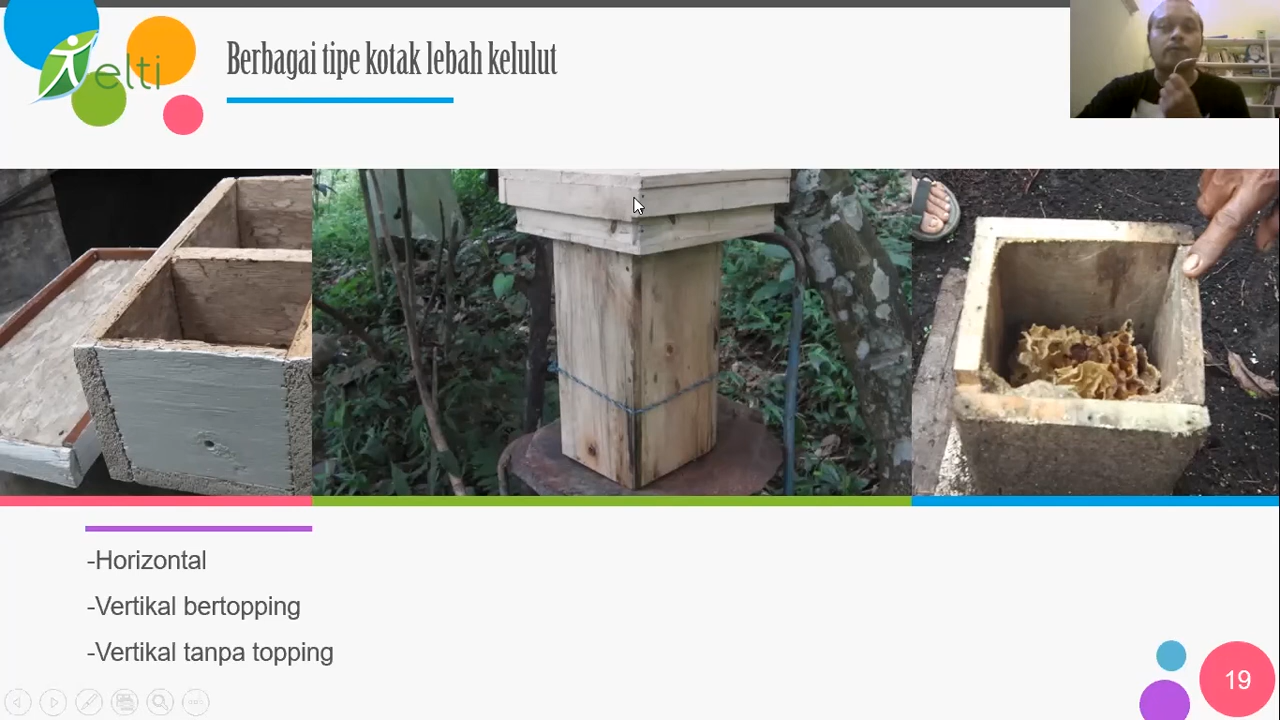 elti
Berbagai tipe kotak lebah kelulut
-Horizontal
-Vertikal bertopping
-Vertikal tanpa topping
19